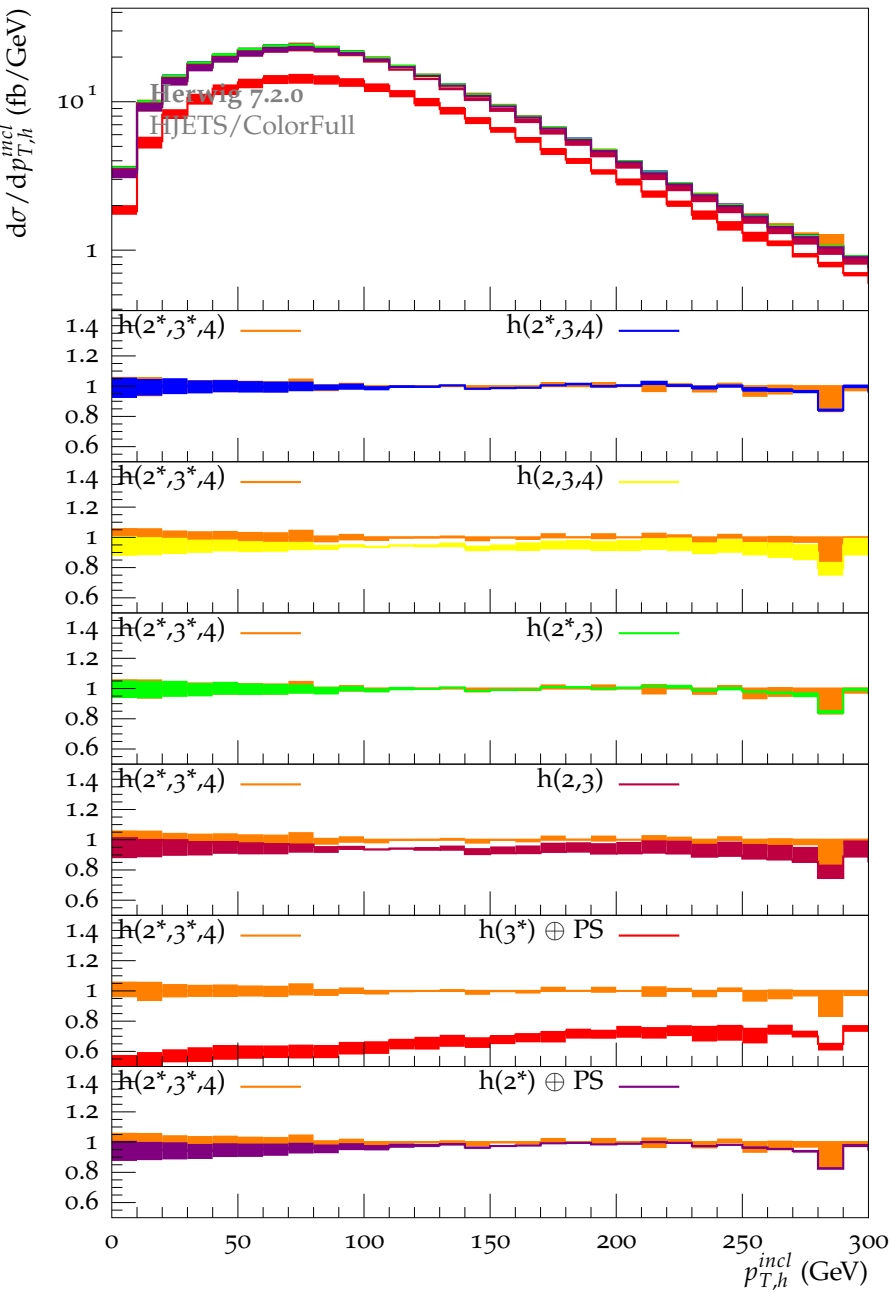 dσ/dp_{T,h}^{incl} (fb/GeV)
10^1
1
Herwig 7.2.0
HJETS/ColorFull
h(2*,3*,4) h(2*,3,4)
1.4
1.2
1
0.8
0.6
h(2*,3*,4) h(2,3,4)
1.4
1.2
1
0.8
0.6
h(2*,3*,4) h(2*,3)
1.4
1.2
1
0.8
0.6
h(2*,3*,4) h(2,3)
1.4
1.2
1
0.8
0.6
h(2*,3*,4) h(3*) ⊕ PS
1.4
1.2
1
0.8
0.6
h(2*,3*,4) h(2*) ⊕ PS
1.4
1.2
1
0.8
0.6
0 50 100 150 200 250 300
p_{T,h}^{incl} (GeV)